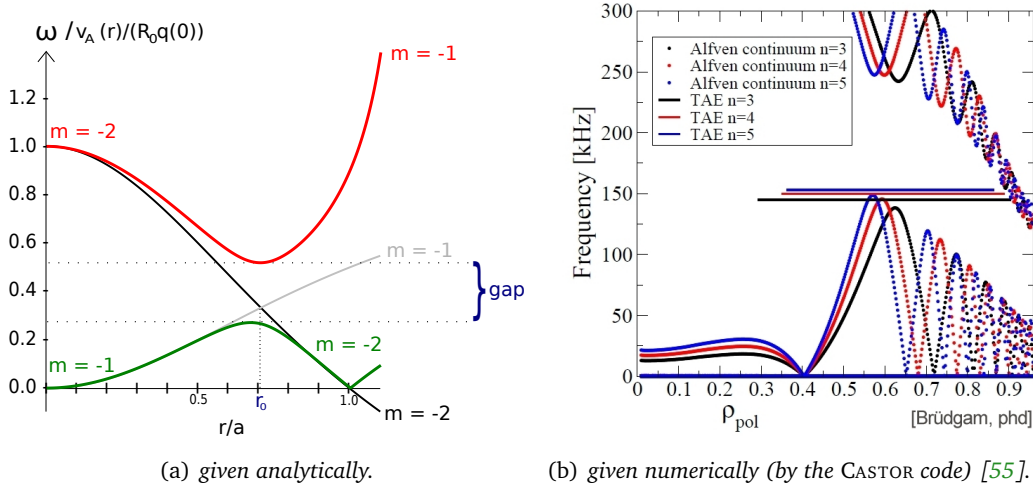 ω / v_A (r)/(R₀q(0))
m = -1
1.2
m = -2
1.0
0.8
0.6
m = -1
0.4
gap
0.2
m = -1
m = -2
0.0
0.5
r₀
1.0
m = -2
r/a
(a) given analytically.
300
Alfven continuum n=3
Alfven continuum n=4
250
Alfven continuum n=5
TAE n=3
TAE n=4
200
TAE n=5
Frequency [kHz]
150
100
50
0
0 0.1 0.2 0.3 0.4 0.5 0.6 0.7 0.8 0.9
ρ_pol
[Brüdgam, phd]
(b) given numerically (by the CASTOR code) [55].